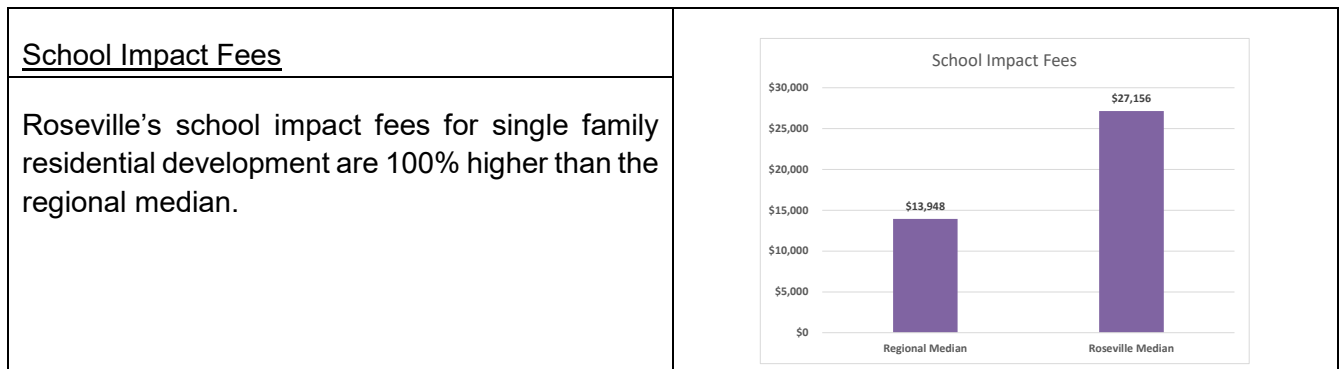 School Impact Fees
Roseville’s school impact fees for single family
residential development are 100% higher than the
regional median.
School Impact Fees
$30,000
$25,000
$20,000
$15,000
$10,000
$5,000
$0
$13,948
$27,156
Regional Median
Roseville Median